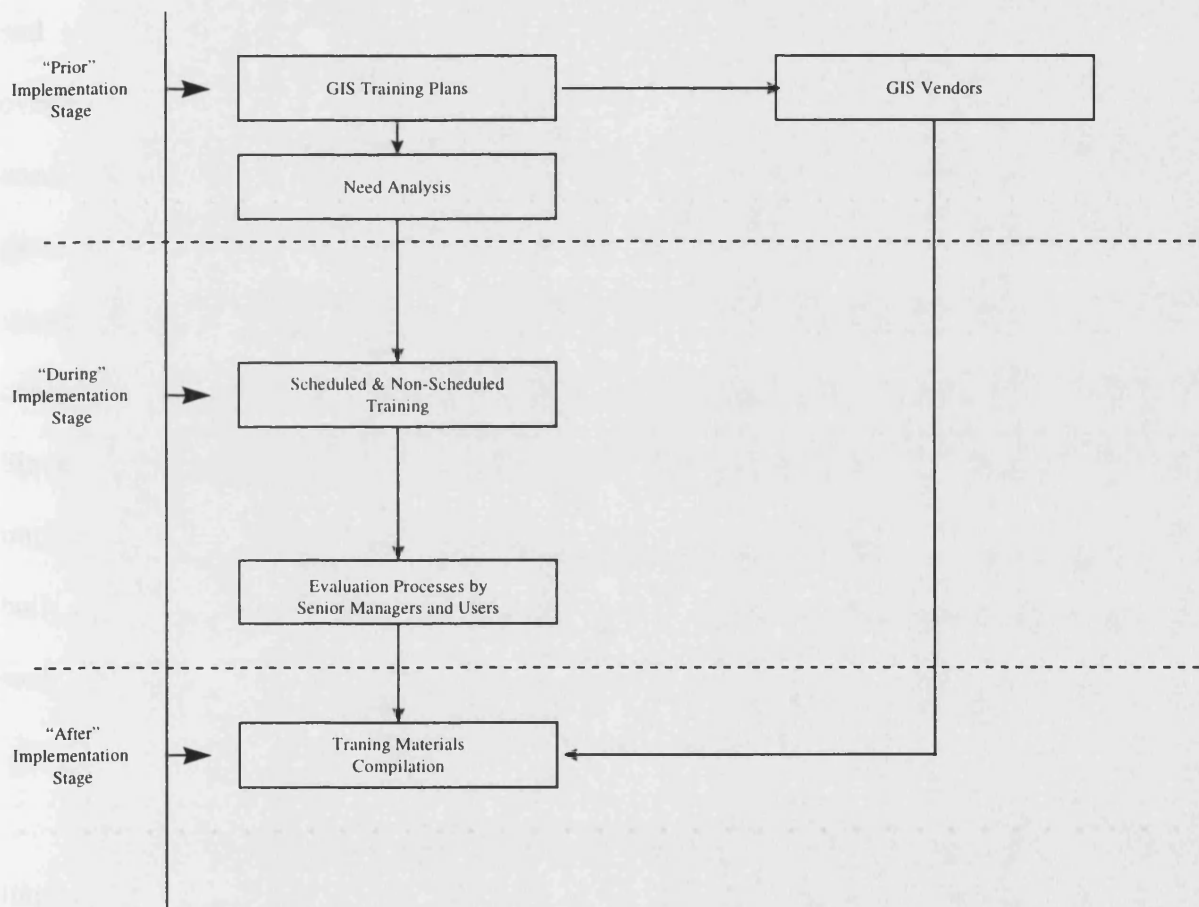 “Prior”
Implementation
Stage
GIS Training Plans
GIS Vendors
Need Analysis
“During”
Implementation
Stage
Scheduled & Non-Scheduled
Training
Evaluation Processes by
Senior Managers and Users
“After”
Implementation
Stage
Traning Materials
Compilation